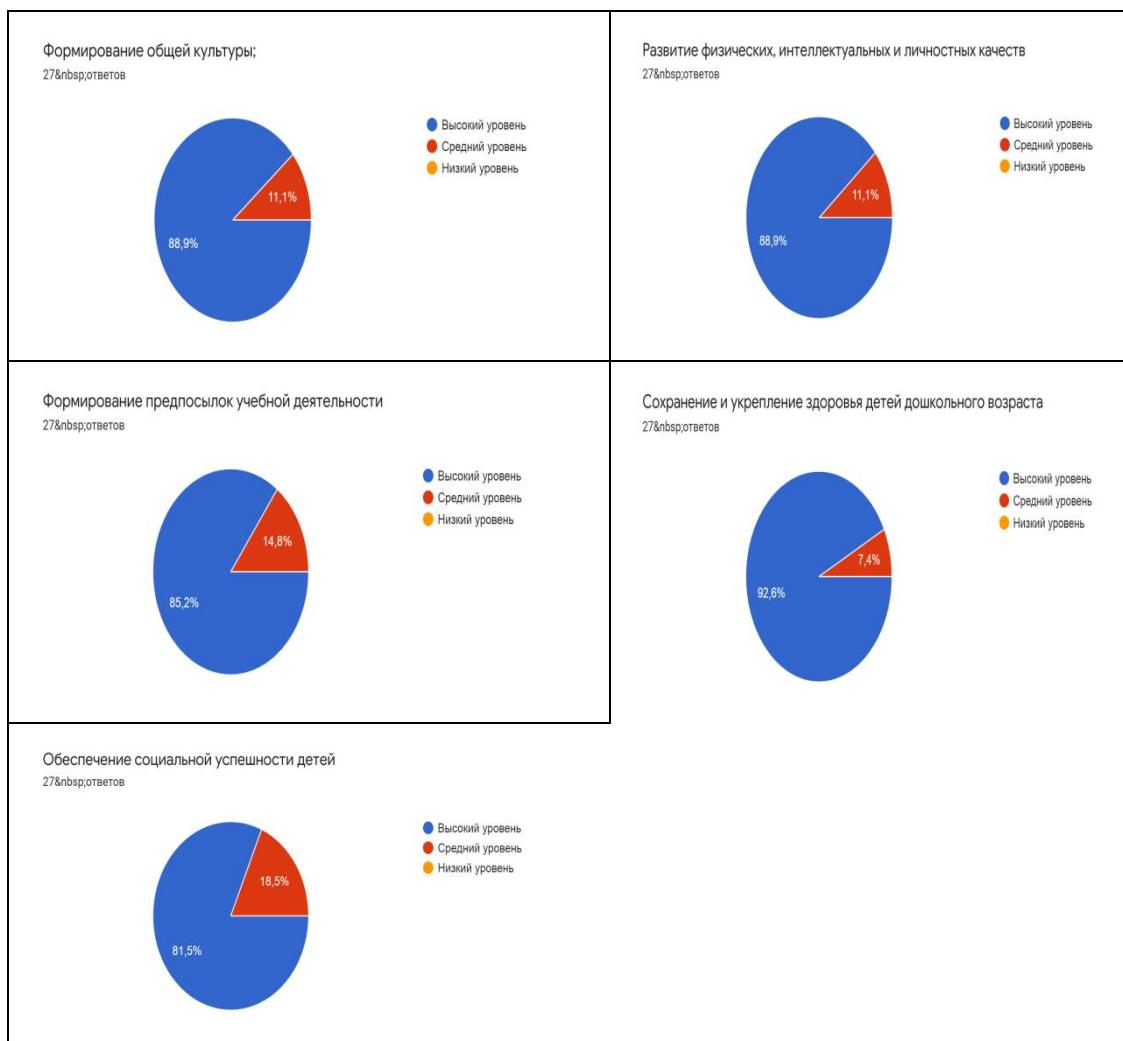 Формирование общей культуры;
27&nbsp;ответов
Высокий уровень
Средний уровень
Низкий уровень
11,1%
88,9%
Развитие физических, интеллектуальных и личностных качеств
27&nbsp;ответов
Высокий уровень
Средний уровень
Низкий уровень
11,1%
88,9%
Формирование предпосылок учебной деятельности
27&nbsp;ответов
Высокий уровень
Средний уровень
Низкий уровень
14,8%
85,2%
Сохранение и укрепление здоровья детей дошкольного возраста
27&nbsp;ответов
Высокий уровень
Средний уровень
Низкий уровень
7,4%
92,6%
Обеспечение социальной успешности детей
27&nbsp;ответов
Высокий уровень
Средний уровень
Низкий уровень
18,5%
81,5%